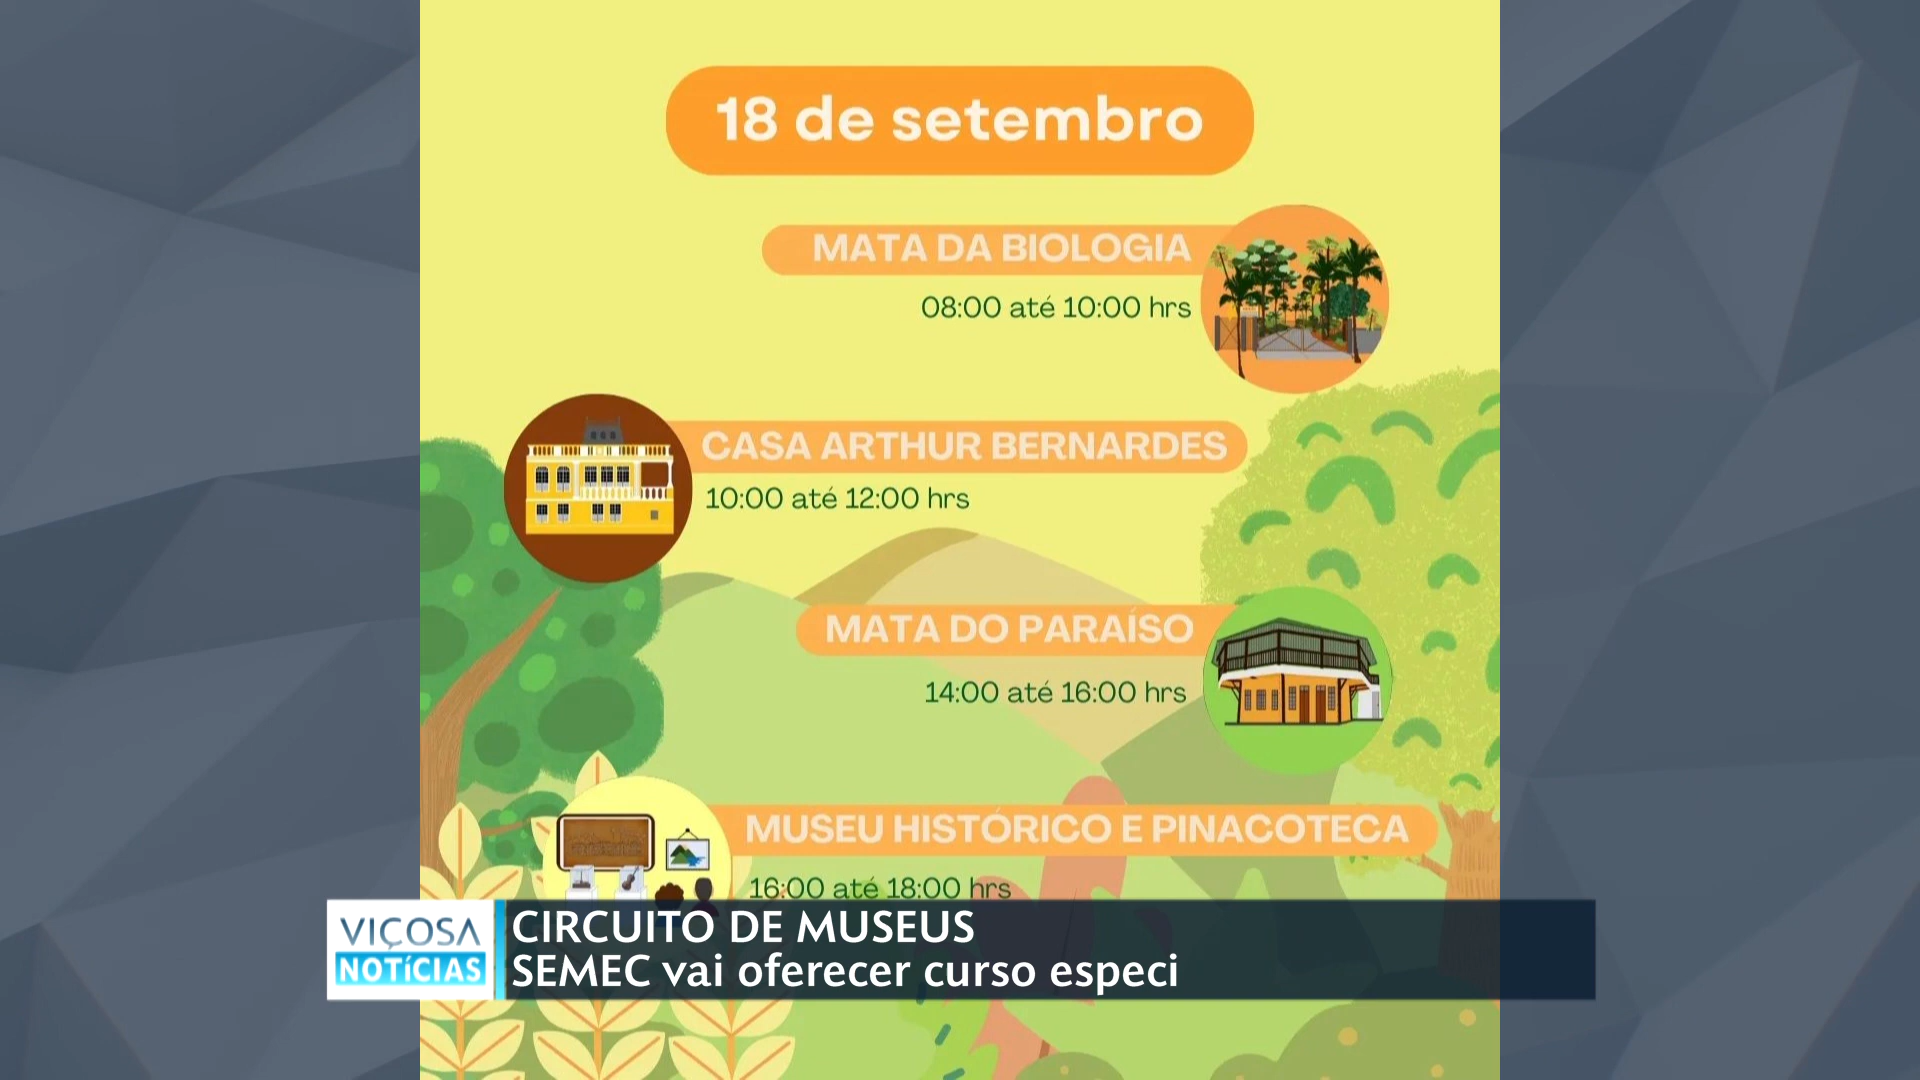 18 de setembro
MATA DA BIOLOGIA
08:00 até 10:00 hrs
CASA ARTHUR BERNARDES
10:00 até 12:00 hrs
MATA DO PARAÍSO
14:00 até 16:00 hrs
MUSEU HISTÓRICO E PINACOTECA
16:00 até 18:00 hrs
VIÇOSA
NOTÍCIAS
CIRCUITO DE MUSEUS
SEMEC vai oferecer curso especi